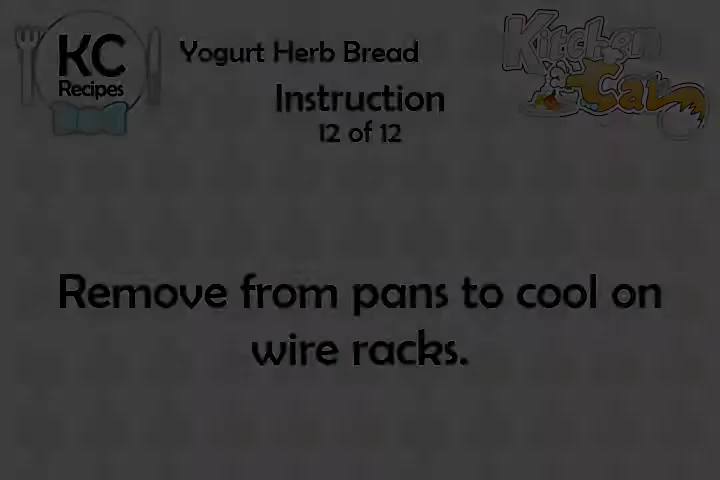 KC
Recipes
Yogurt Herb Bread
Kitchen
Cat
Instruction
12 of 12
Remove from pans to cool on
wire racks.